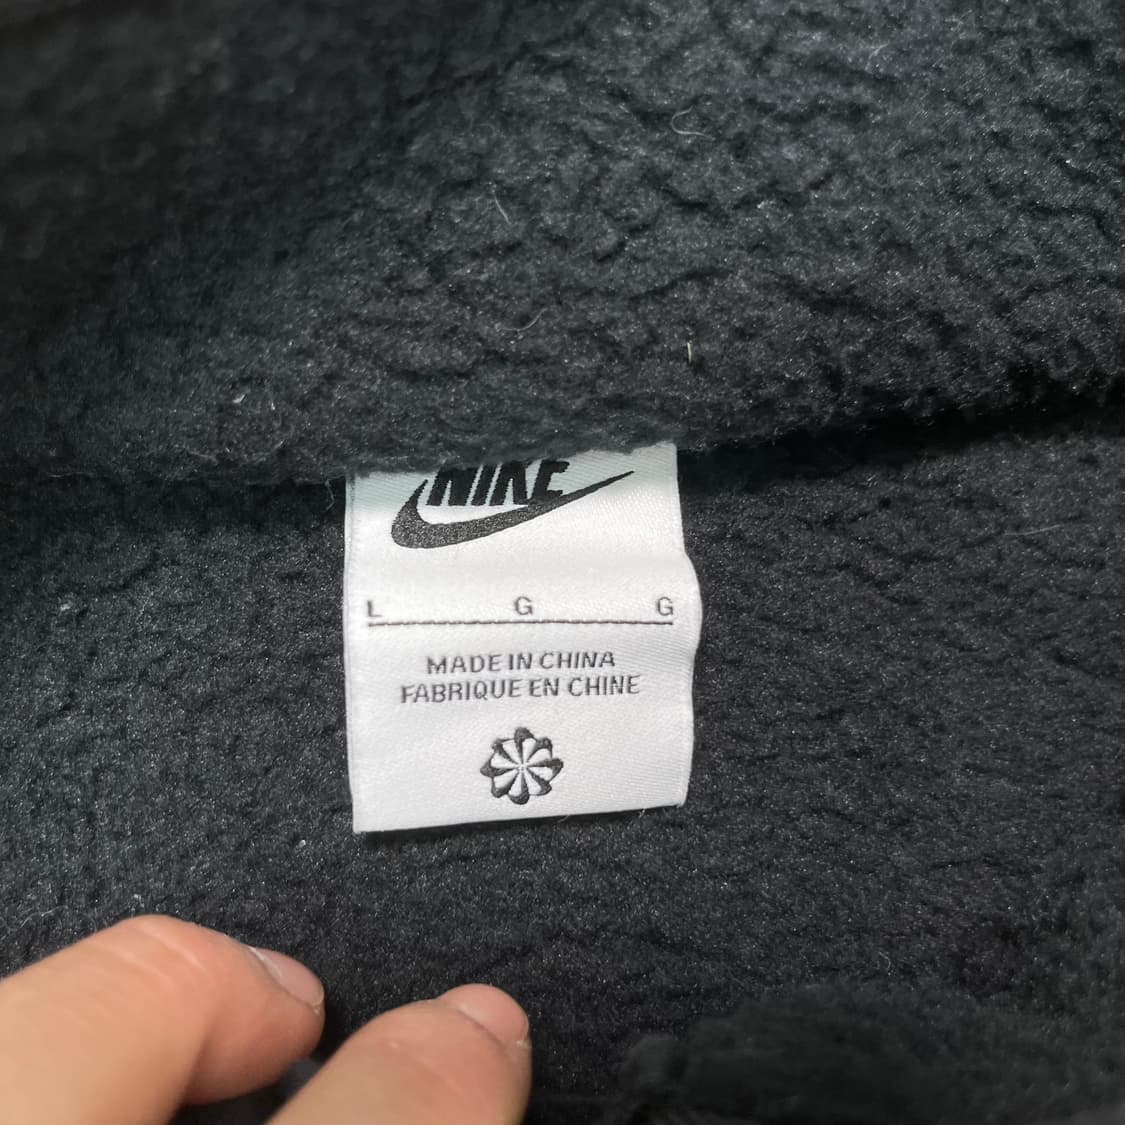 NIKE
L G G
MADE IN CHINA
FABRIQUE EN CHINE